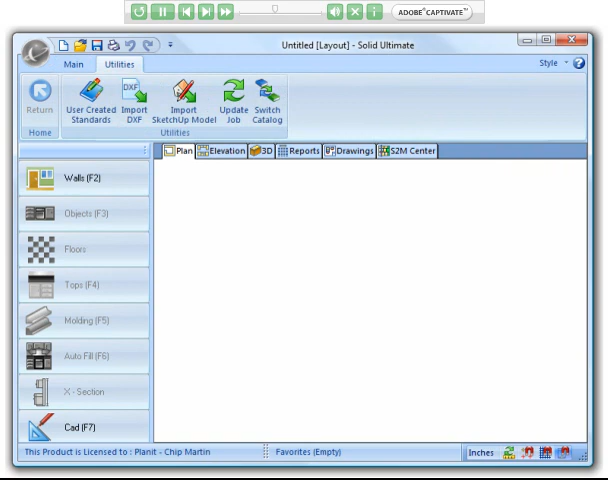 ADOBE® CAPTIVATE™
Untitled [Layout] - Solid Ultimate
Main Utilities Style
Return
User Created Standards
Import DXF
DXF
Import SketchUp Model
Update Job
Switch Catalog
Home
Utilities
Plan Elevation 3D Reports Drawings S2M Center
Walls (F2)
Objects (F3)
Floors
Tops (F4)
Molding (F5)
Auto Fill (F6)
X - Section
Cad (F7)
This Product is Licensed to : Planit - Chip Martin
Favorites (Empty)
Inches